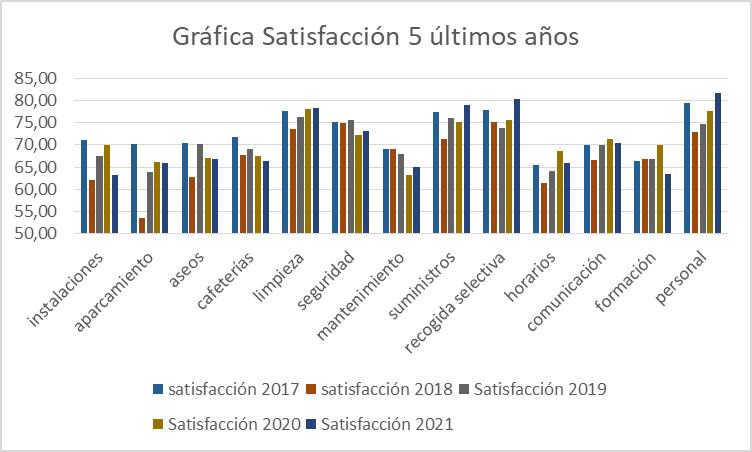 Gráfica Satisfacción 5 últimos años
85,00
80,00
75,00
70,00
65,00
60,00
55,00
50,00
instalaciones
aparcamiento
aseos
cafeterías
limpieza
seguridad
mantenimiento
suministros
recogida selectiva
horarios
comunicación
formación
personal
satisfacción 2017 satisfacción 2018 Satisfacción 2019
Satisfacción 2020 Satisfacción 2021